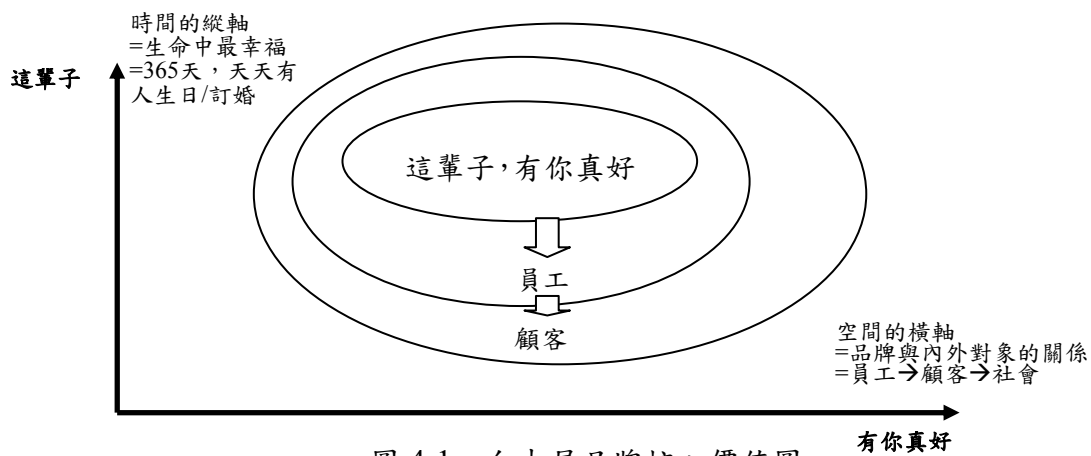 時間的縱軸
=生命中最幸福
=365天，天天有
人生日/訂婚
這輩子
這輩子，有你真好
員工
顧客
空間的橫軸
=品牌與內外對象的關係
=員工→顧客→社會
有你真好
圖 4-1